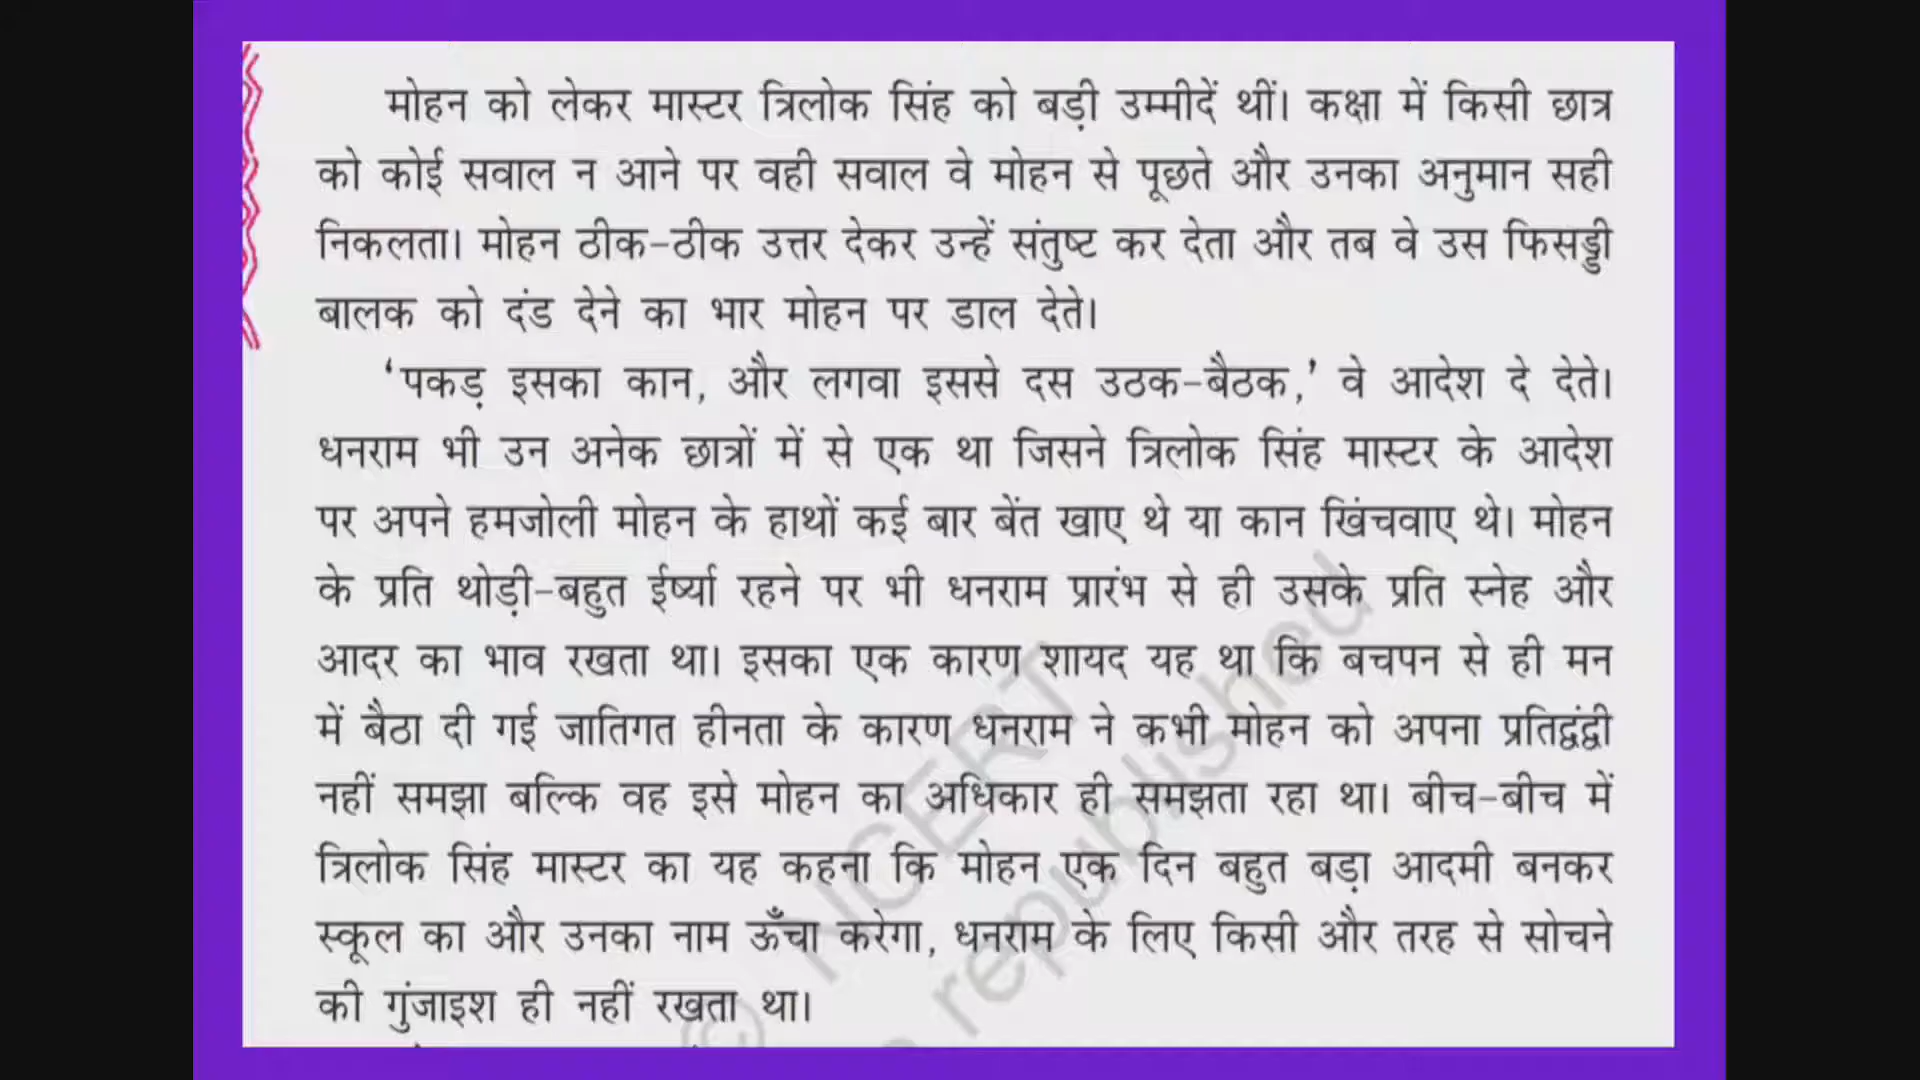 मोहन को लेकर मास्टर त्रिलोक सिंह को बड़ी उम्मीदें थीं। कक्षा में किसी छात्र
को कोई सवाल न आने पर वही सवाल वे मोहन से पूछते और उनका अनुमान सही
निकलता। मोहन ठीक-ठीक उत्तर देकर उन्हें संतुष्ट कर देता और तब वे उस फिसड्डी
बालक को दंड देने का भार मोहन पर डाल देते।
‘पकड़ इसका कान, और लगवा इससे दस उठक-बैठक,’ वे आदेश दे देते।
धनराम भी उन अनेक छात्रों में से एक था जिसने त्रिलोक सिंह मास्टर के आदेश
पर अपने हमजोली मोहन के हाथों कई बार बेंत खाए थे या कान खिंचवाए थे। मोहन
के प्रति थोड़ी-बहुत ईर्ष्या रहने पर भी धनराम प्रारंभ से ही उसके प्रति स्नेह और
आदर का भाव रखता था। इसका एक कारण शायद यह था कि बचपन से ही मन
में बैठा दी गई जातिगत हीनता के कारण धनराम ने कभी मोहन को अपना प्रतिद्वंद्वी
नहीं समझा बल्कि वह इसे मोहन का अधिकार ही समझता रहा था। बीच-बीच में
त्रिलोक सिंह मास्टर का यह कहना कि मोहन एक दिन बहुत बड़ा आदमी बनकर
स्कूल का और उनका नाम ऊँचा करेगा, धनराम के लिए किसी और तरह से सोचने
की गुंजाइश ही नहीं रखता था।
© NCERT
republished